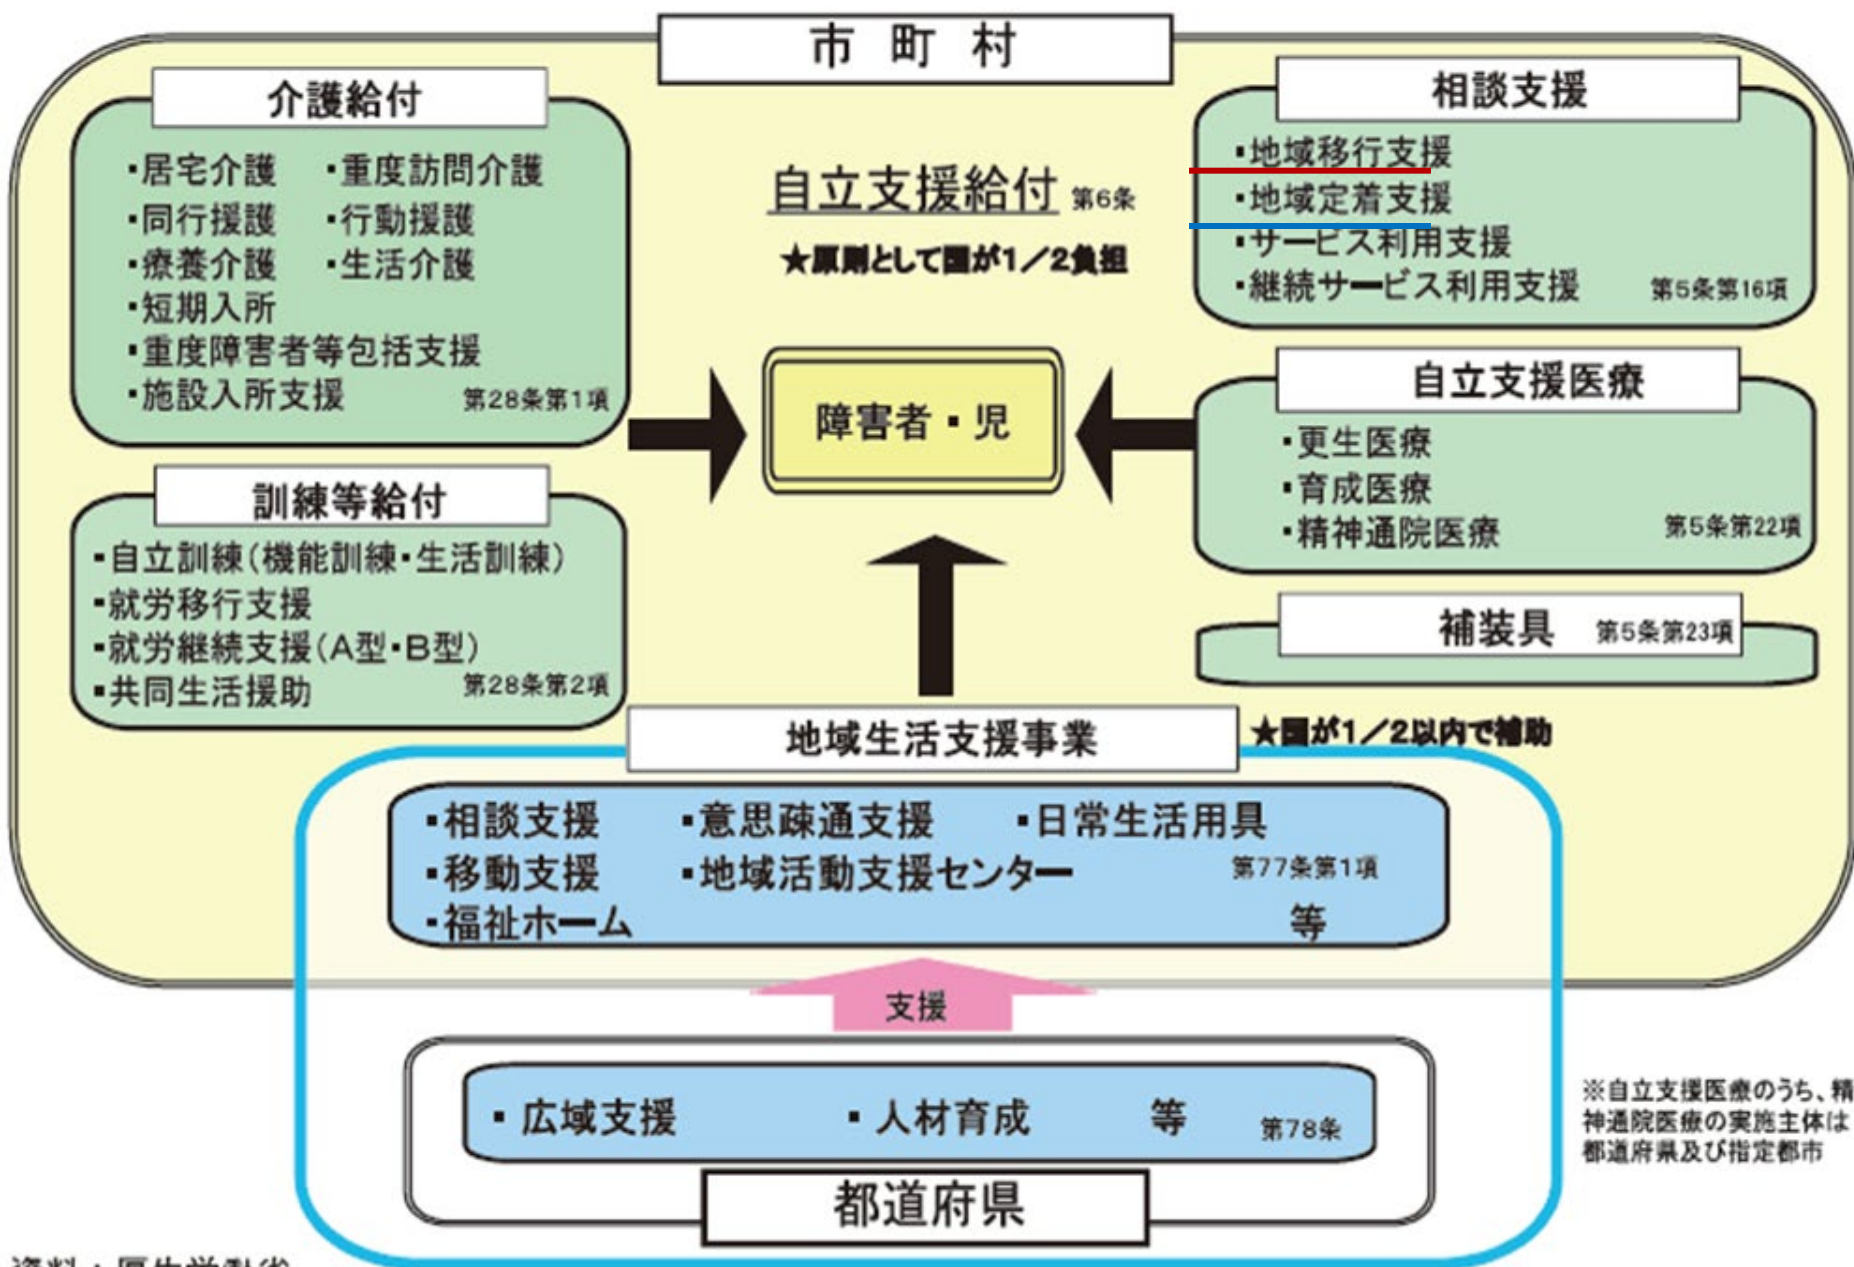 市町村
介護給付
・居宅介護 ・重度訪問介護
・同行援護 ・行動援護
・療養介護 ・生活介護
・短期入所
・重度障害者等包括支援
・施設入所支援 第28条第1項
訓練等給付
・自立訓練(機能訓練・生活訓練)
・就労移行支援
・就労継続支援(A型・B型)
・共同生活援助 第28条第2項
自立支援給付 第6条
★原則として国が1/2負担
障害者・児
相談支援
・地域移行支援
・地域定着支援
・サービス利用支援
・継続サービス利用支援 第5条第16項
自立支援医療
・更生医療
・育成医療
・精神通院医療 第5条第22項
補装具 第5条第23項
地域生活支援事業
★国が1/2以内で補助
・相談支援 ・意思疎通支援 ・日常生活用具
・移動支援 ・地域活動支援センター 第77条第1項
・福祉ホーム 等
支援
・広域支援 ・人材育成 等 第78条
都道府県
※自立支援医療のうち、精
神通院医療の実施主体は
都道府県及び指定都市
資料:厚生労働省